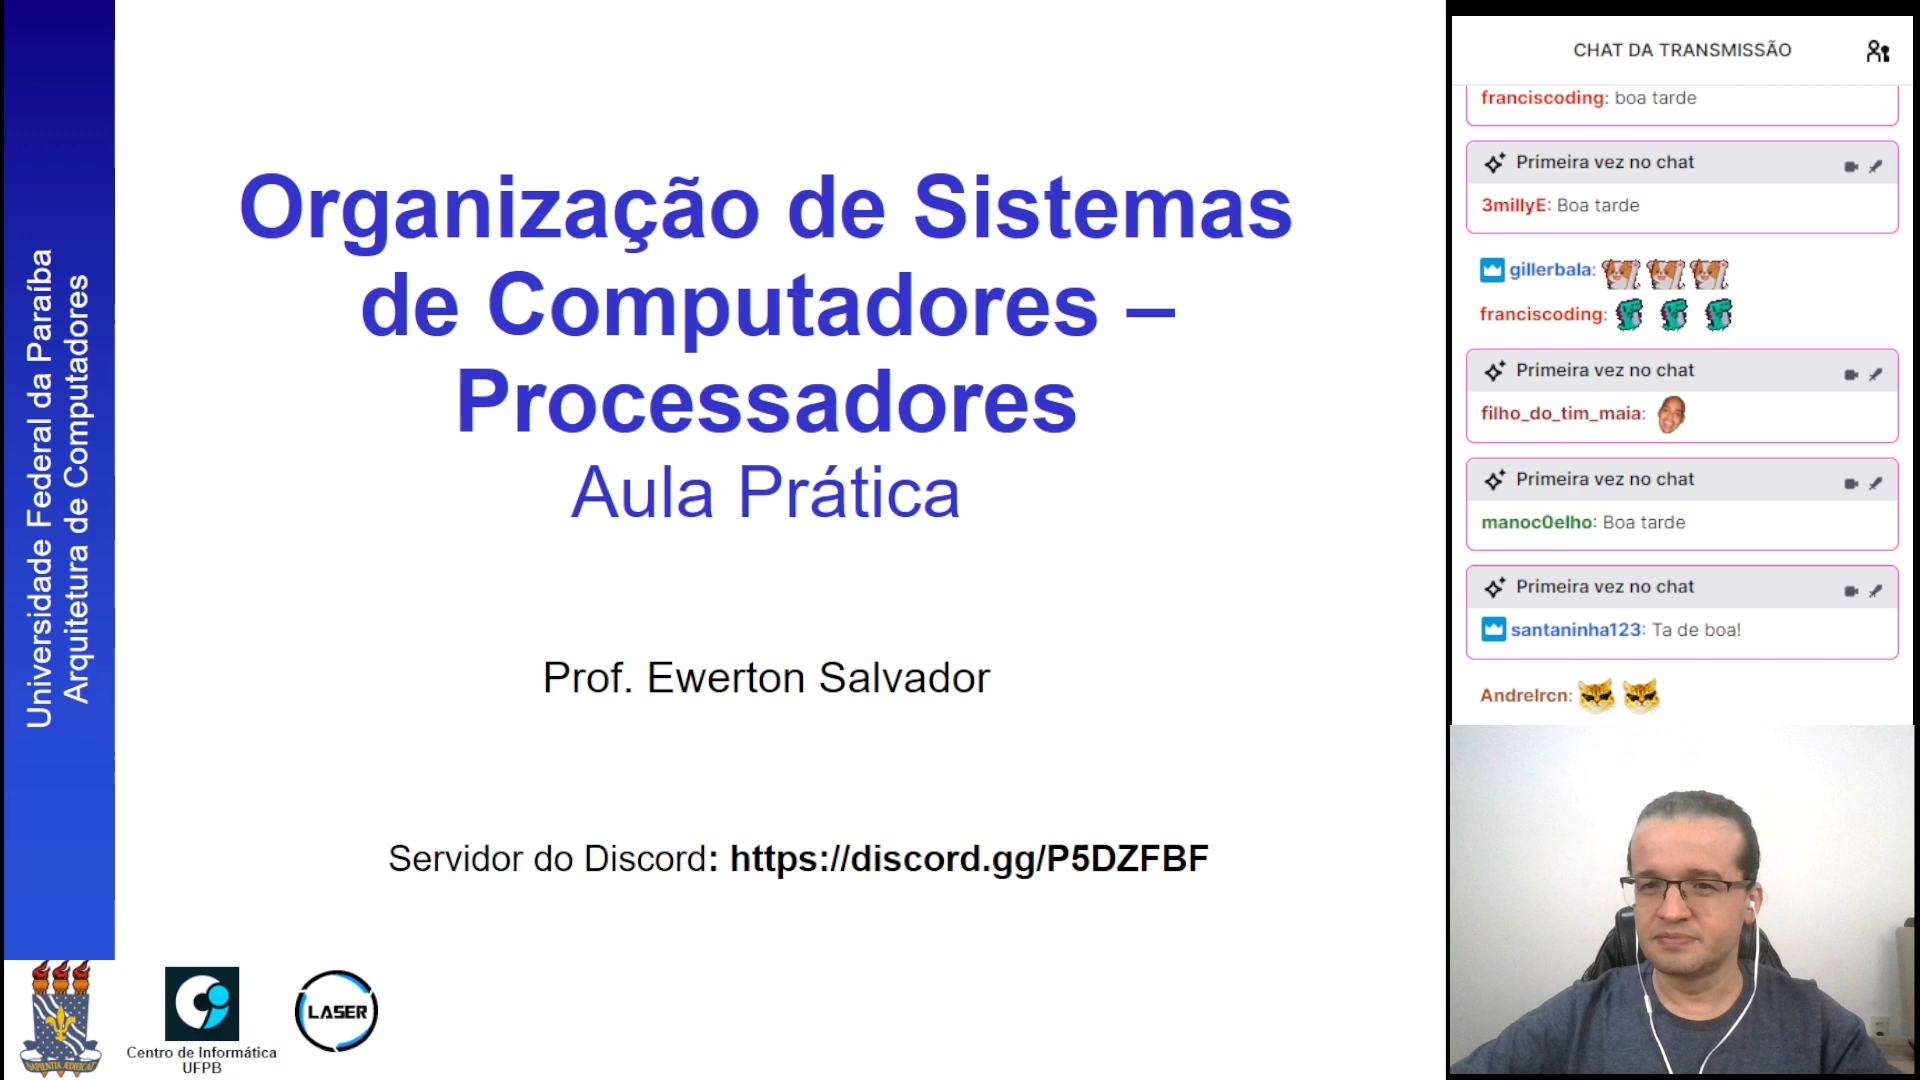 Universidade Federal da Paraíba
Arquitetura de Computadores
Organização de Sistemas
de Computadores –
Processadores
Aula Prática
Prof. Ewerton Salvador
Servidor do Discord: https://discord.gg/P5DZFBF
SAPIENTIA ÆDIFICAT
Centro de Informática
UFPB
LASER
CHAT DA TRANSMISSÃO
franciscoding: boa tarde
Primeira vez no chat
3millyE: Boa tarde
gillerbala:
franciscoding:
Primeira vez no chat
filho_do_tim_maia:
Primeira vez no chat
manoc0elho: Boa tarde
Primeira vez no chat
santaninha123: Ta de boa!